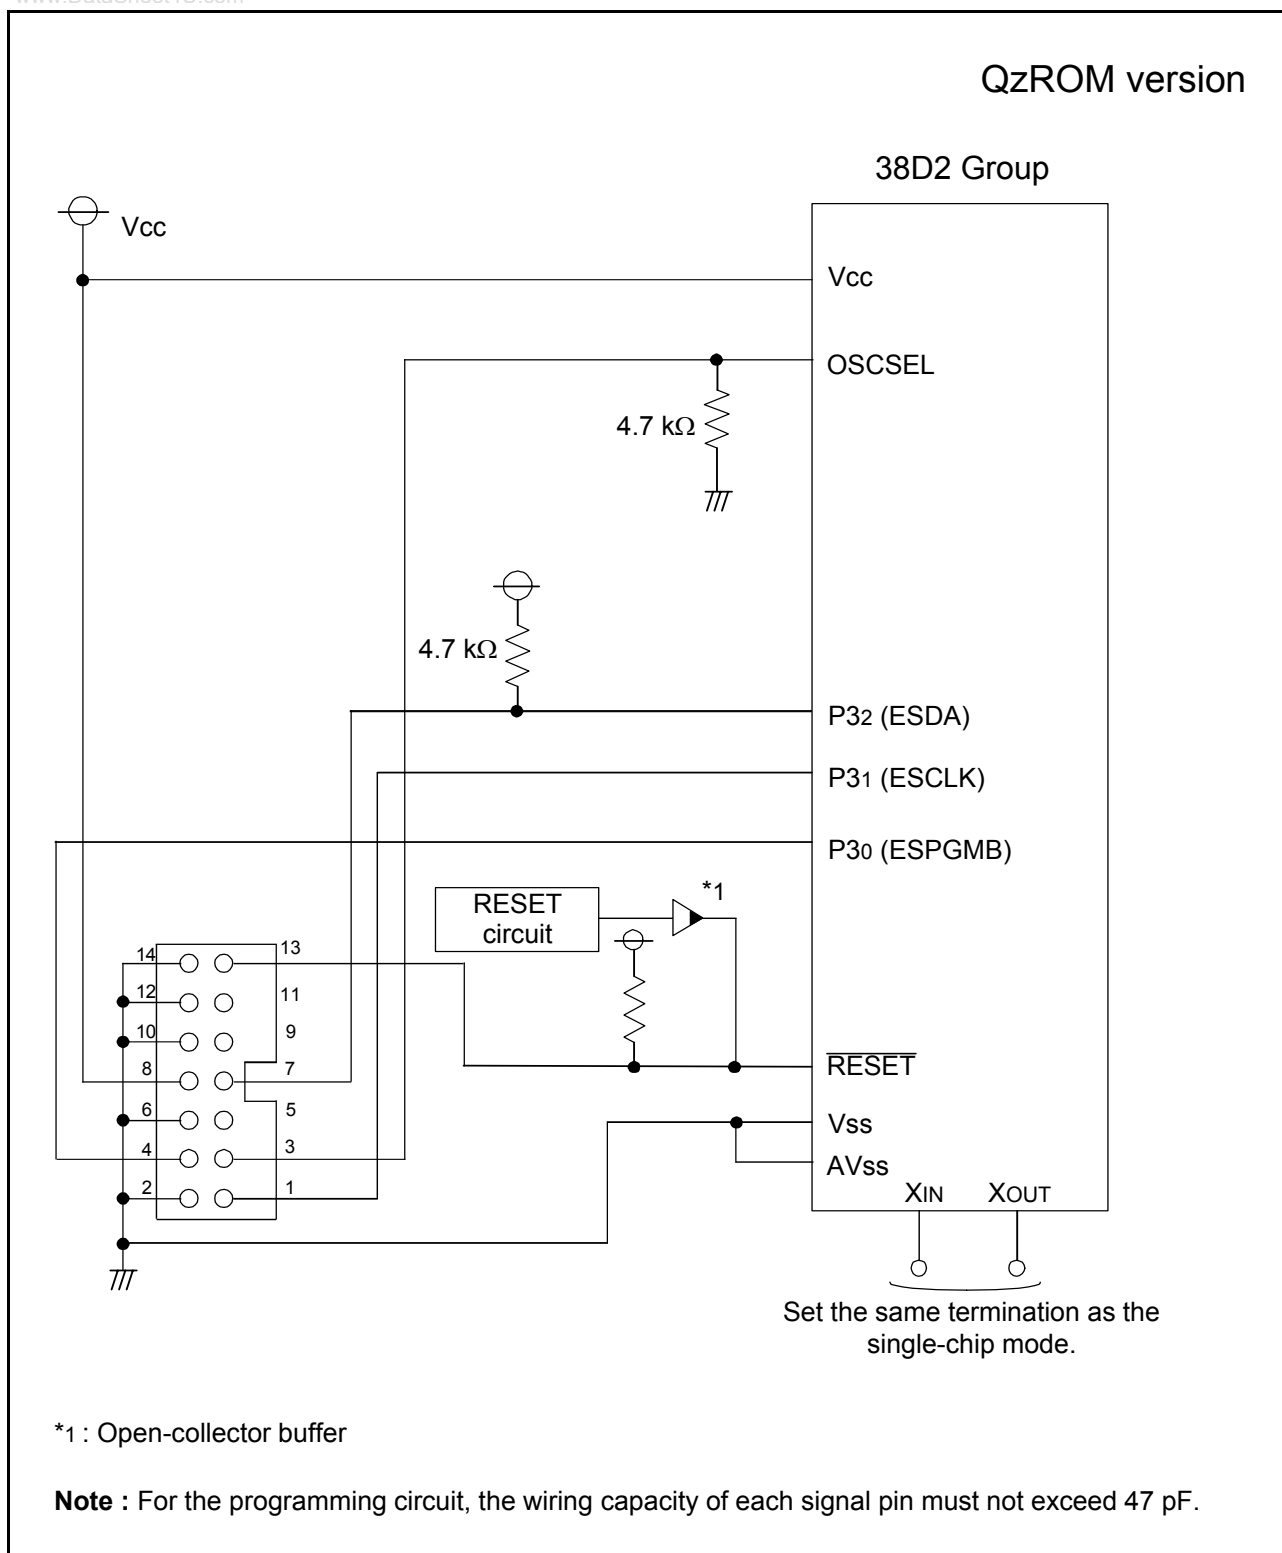 QzROM version
38D2 Group
Vcc
Vcc
OSCSEL
4.7 kΩ
4.7 kΩ
P32 (ESDA)
P31 (ESCLK)
P30 (ESPGMB)
*1
RESET
circuit
14
13
12
11
10
9
8
7
6
5
4
3
2
1
RESET
Vss
AVss
XIN
XOUT
Set the same termination as the
single-chip mode.
*1 : Open-collector buffer
Note : For the programming circuit, the wiring capacity of each signal pin must not exceed 47 pF.